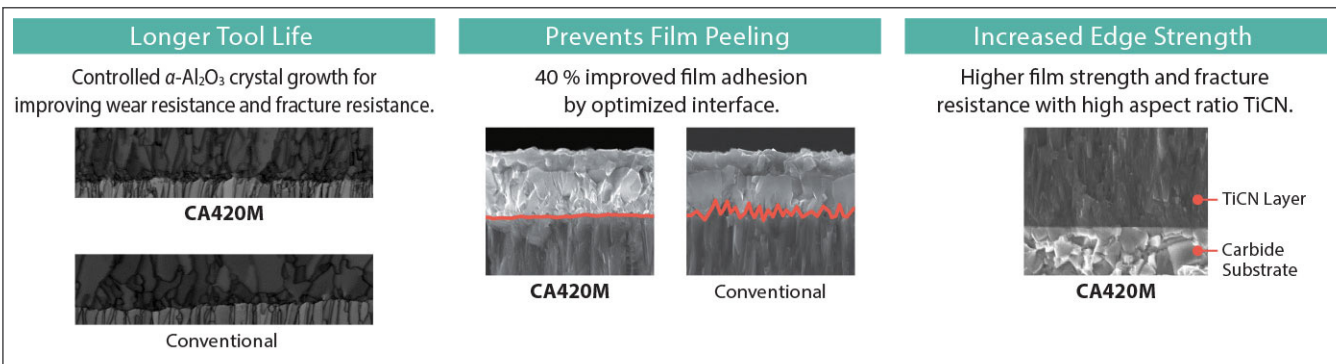 Longer Tool Life
Controlled α-Al₂O₃ crystal growth for
improving wear resistance and fracture resistance.
CA420M
Conventional
Prevents Film Peeling
40 % improved film adhesion
by optimized interface.
CA420M
Conventional
Increased Edge Strength
Higher film strength and fracture
resistance with high aspect ratio TiCN.
TiCN Layer
Carbide
Substrate
CA420M